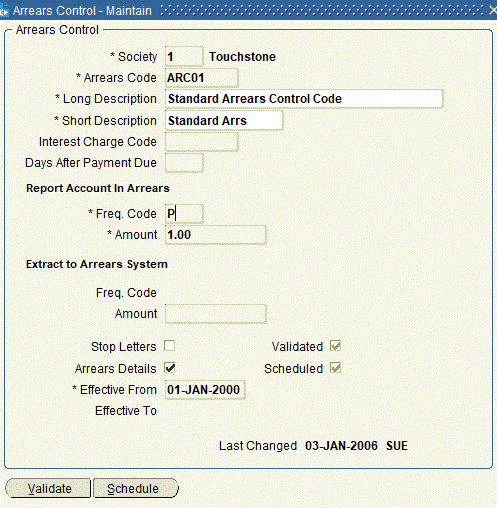 Arrears Control - Maintain
Arrears Control
* Society 1 Touchstone
* Arrears Code ARC01
* Long Description Standard Arrears Control Code
* Short Description Standard Arrs
Interest Charge Code
Days After Payment Due
Report Account In Arrears
* Freq. Code P
* Amount 1.00
Extract to Arrears System
Freq. Code
Amount
Stop Letters Validated
Arrears Details Scheduled
* Effective From 01-JAN-2000
Effective To
Last Changed 03-JAN-2006 SUE
Validate Schedule